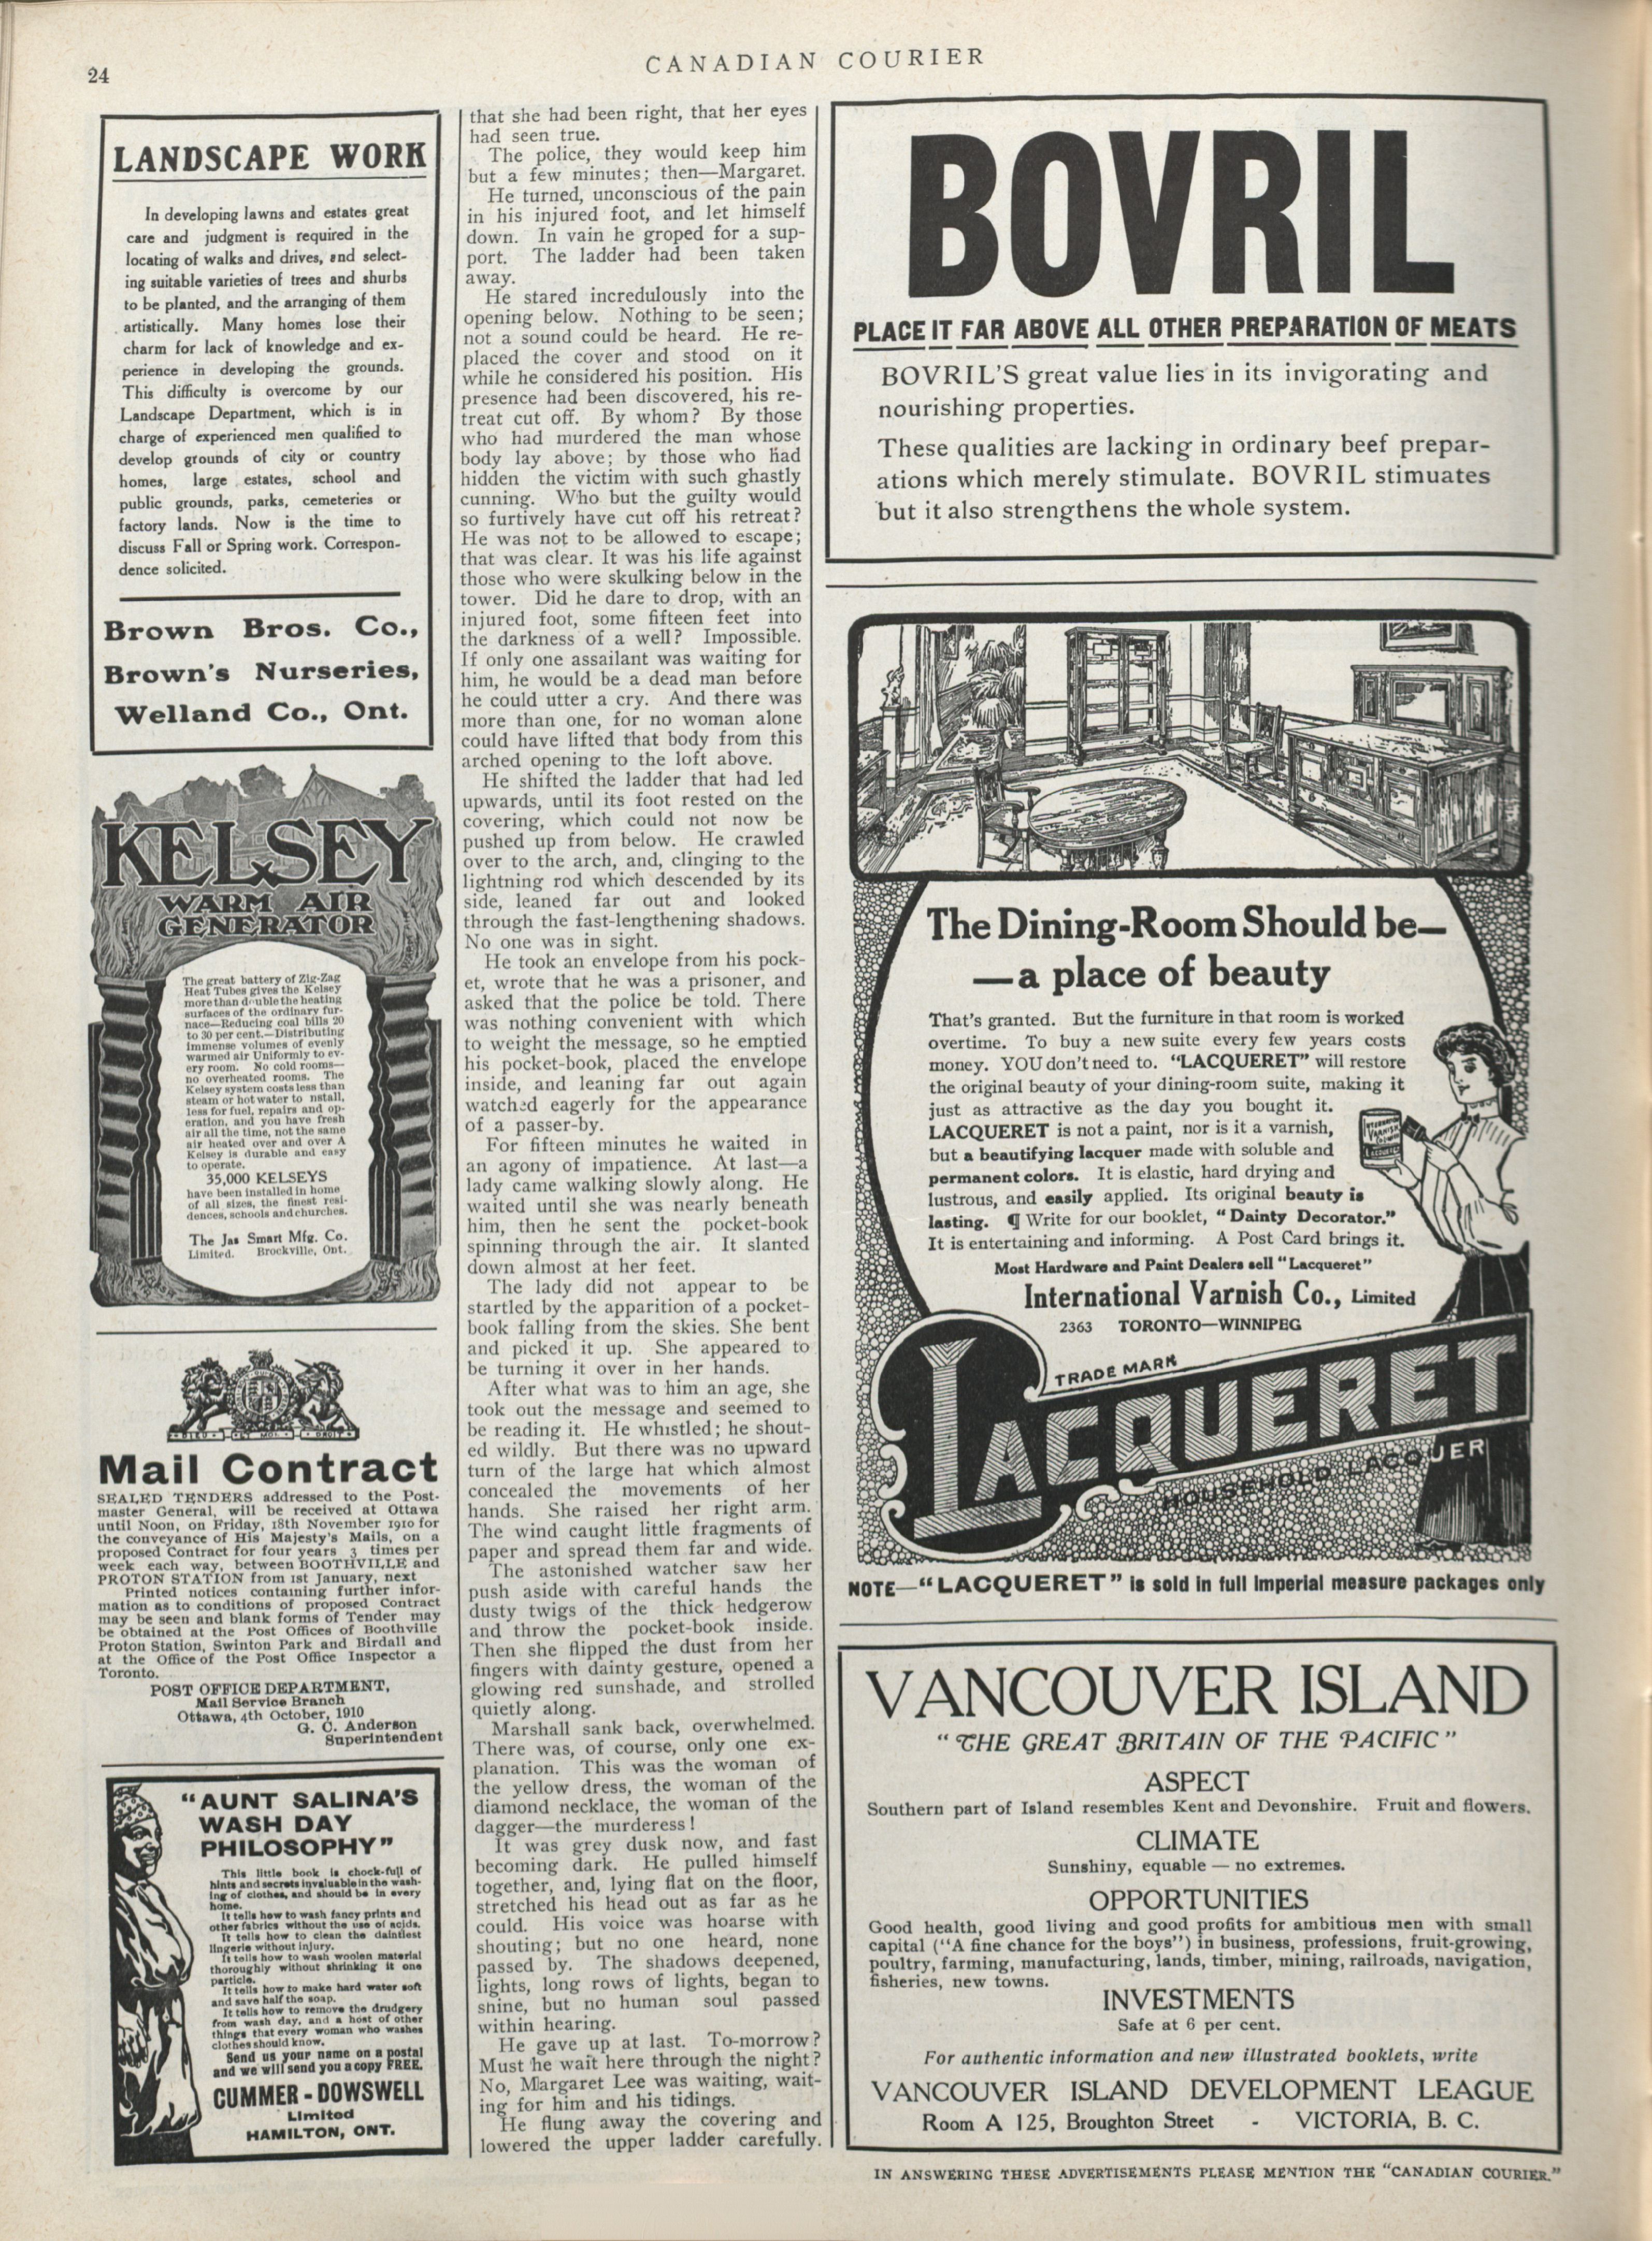 24
CANADIAN COURIER
LANDSCAPE WORK
In developing lawns and estates great
care and judgment is required in the
locating of walks and drives, and select-
ing suitable varieties of trees and shurbs
to be planted, and the arranging of them
artistically. Many homes lose their
charm for lack of knowledge and ex-
perience in developing the grounds.
This difficulty is overcome by our
Landscape Department, which is in
charge of experienced men qualified to
develop grounds of city or country
homes, large estates, school and
public grounds, parks, cemeteries or
factory lands. Now is the time to
discuss Fall or Spring work. Correspon-
dence solicited.
Brown Bros. Co.,
Brown's Nurseries,
Welland Co., Ont.
KELSEY
WARM AIR
GENERATOR
The great battery of Zig-Zag
Heat Tubes gives the Kelsey
more than double the heating
surfaces of the ordinary fur-
nace—Reducing coal bills 20
to 30 per cent.—Distributing
immense volumes of evenly
warmed air Uniformly to ev-
ery room. No cold rooms—
no overheated rooms. The
Kelsey system costs less than
steam or hot water to nstall,
less for fuel, repairs and op-
eration, and you have fresh
air all the time, not the same
air heated over and over A
Kelsey is durable and easy
to operate.
35,000 KELSEYS
have been installed in home
of all sizes, the finest resi-
dences, schools and churches.
The Jas Smart Mfg. Co.
Limited. Brockville, Ont.
DIEU ET MON DROIT
Mail Contract
SEALED TENDERS addressed to the Post-
master General, will be received at Ottawa
until Noon, on Friday, 18th November 1910 for
the conveyance of His Majesty's Mails, on a
proposed Contract for four years 3 times per
week each way, between BOOTHVILLE and
PROTON STATION from 1st January, next
Printed notices containing further infor-
mation as to conditions of proposed Contract
may be seen and blank forms of Tender may
be obtained at the Post Offices of Boothville
Proton Station, Swinton Park and Birdall and
at the Office of the Post Office Inspector a
Toronto.
POST OFFICE DEPARTMENT,
Mail Service Branch
Ottawa, 4th October, 1910
G. C. Anderson
Superintendent
"AUNT SALINA'S
WASH DAY
PHILOSOPHY"
This little book is chock-full of
hints and secrets invaluable in the wash-
ing of clothes, and should be in every
home.
It tells how to wash fancy prints and
other fabrics without the use of acids.
It tells how to clean the daintiest
lingerie without injury.
It tells how to wash woolen material
thoroughly without shrinking it one
particle.
It tells how to make hard water soft
and save half the soap.
It tells how to remove the drudgery
from wash day, and a host of other
things that every woman who washes
clothes should know.
Send us your name on a postal
and we will send you a copy FREE.
CUMMER-DOWSWELL
Limited
HAMILTON, ONT.
that she had been right, that her eyes
had seen true.
The police, they would keep him
but a few minutes; then—Margaret.
He turned, unconscious of the pain
in his injured foot, and let himself
down. In vain he groped for a sup-
port. The ladder had been taken
away.
He stared incredulously into the
opening below. Nothing to be seen;
not a sound could be heard. He re-
placed the cover and stood on it
while he considered his position. His
presence had been discovered, his re-
treat cut off. By whom? By those
who had murdered the man whose
body lay above; by those who had
hidden the victim with such ghastly
cunning. Who but the guilty would
so furtively have cut off his retreat?
He was not to be allowed to escape;
that was clear. It was his life against
those who were skulking below in the
tower. Did he dare to drop, with an
injured foot, some fifteen feet into
the darkness of a well? Impossible.
If only one assailant was waiting for
him, he would be a dead man before
he could utter a cry. And there was
more than one, for no woman alone
could have lifted that body from this
arched opening to the loft above.
He shifted the ladder that had led
upwards, until its foot rested on the
covering, which could not now be
pushed up from below. He crawled
over to the arch, and, clinging to the
lightning rod which descended by its
side, leaned far out and looked
through the fast-lengthening shadows.
No one was in sight.
He took an envelope from his pock-
et, wrote that he was a prisoner, and
asked that the police be told. There
was nothing convenient with which
to weight the message, so he emptied
his pocket-book, placed the envelope
inside, and leaning far out again
watched eagerly for the appearance
of a passer-by.
For fifteen minutes he waited in
an agony of impatience. At last—a
lady came walking slowly along. He
waited until she was nearly beneath
him, then he sent the pocket-book
spinning through the air. It slanted
down almost at her feet.
The lady did not appear to be
startled by the apparition of a pocket-
book falling from the skies. She bent
and picked it up. She appeared to
be turning it over in her hands.
After what was to him an age, she
took out the message and seemed to
be reading it. He whistled; he shout-
ed wildly. But there was no upward
turn of the large hat which almost
concealed the movements of her
hands. She raised her right arm.
The wind caught little fragments of
paper and spread them far and wide.
The astonished watcher saw her
push aside with careful hands the
dusty twigs of the thick hedgerow
and throw the pocket-book inside.
Then she flipped the dust from her
fingers with dainty gesture, opened a
glowing red sunshade, and strolled
quietly along.
Marshall sank back, overwhelmed.
There was, of course, only one ex-
planation. This was the woman of
the yellow dress, the woman of the
diamond necklace, the woman of the
dagger—the murderess!
It was grey dusk now, and fast
becoming dark. He pulled himself
together, and, lying flat on the floor,
stretched his head out as far as he
could. His voice was hoarse with
shouting; but no one heard, none
passed by. The shadows deepened,
lights, long rows of lights, began to
shine, but no human soul passed
within hearing.
He gave up at last. To-morrow?
Must he wait here through the night?
No, Margaret Lee was waiting, wait-
ing for him and his tidings.
He flung away the covering and
lowered the upper ladder carefully.
BOVRIL
PLACE IT FAR ABOVE ALL OTHER PREPARATION OF MEATS
BOVRIL'S great value lies in its invigorating and
nourishing properties.
These qualities are lacking in ordinary beef prepar-
ations which merely stimulate. BOVRIL stimuates
but it also strengthens the whole system.
The Dining-Room Should be—
—a place of beauty
That's granted. But the furniture in that room is worked
overtime. To buy a new suite every few years costs
money. YOU don't need to. "LACQUERET" will restore
the original beauty of your dining-room suite, making it
just as attractive as the day you bought it.
LACQUERET is not a paint, nor is it a varnish,
but a beautifying lacquer made with soluble and
permanent colors. It is elastic, hard drying and
lustrous, and easily applied. Its original beauty is
lasting. ¶ Write for our booklet, "Dainty Decorator."
It is entertaining and informing. A Post Card brings it.
Most Hardware and Paint Dealers sell "Lacqueret"
International Varnish Co., Limited
2363 TORONTO—WINNIPEG
TRADE MARK
LACQUERET
HOUSEHOLD LACQUER
NOTE—"LACQUERET" is sold in full Imperial measure packages only
VANCOUVER ISLAND
"THE GREAT BRITAIN OF THE PACIFIC"
ASPECT
Southern part of Island resembles Kent and Devonshire. Fruit and flowers.
CLIMATE
Sunshiny, equable — no extremes.
OPPORTUNITIES
Good health, good living and good profits for ambitious men with small
capital ("A fine chance for the boys") in business, professions, fruit-growing,
poultry, farming, manufacturing, lands, timber, mining, railroads, navigation,
fisheries, new towns.
INVESTMENTS
Safe at 6 per cent.
For authentic information and new illustrated booklets, write
VANCOUVER ISLAND DEVELOPMENT LEAGUE
Room A 125, Broughton Street - VICTORIA, B. C.
IN ANSWERING THESE ADVERTISEMENTS PLEASE MENTION THE "CANADIAN COURIER."